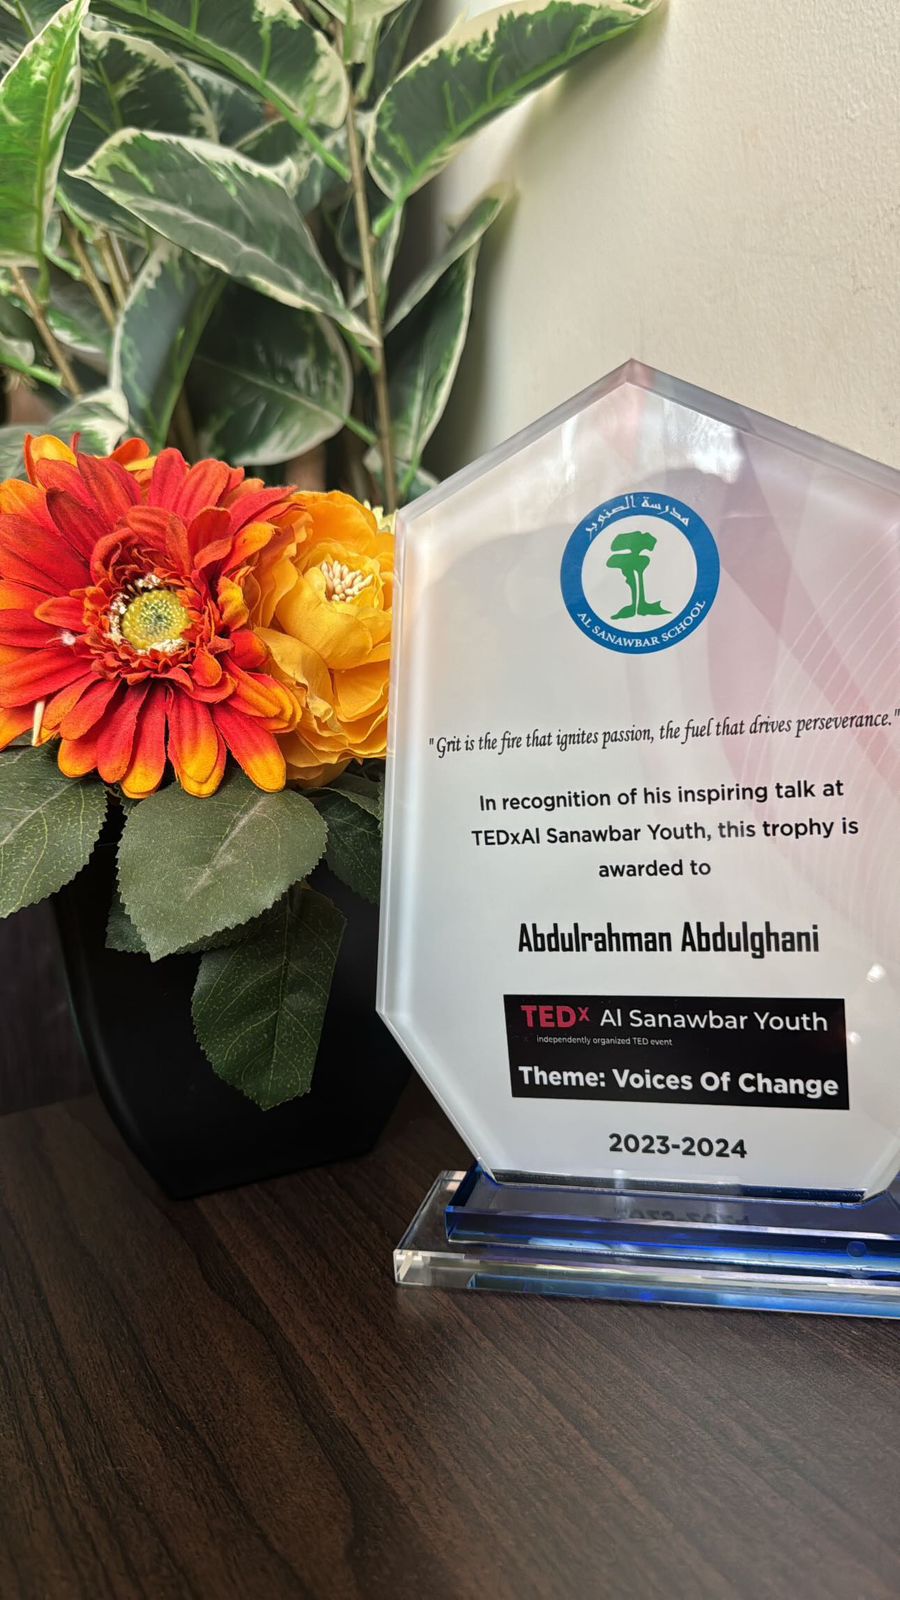 مدرسة الصنوبر
AL SANAWBAR SCHOOL
"Grit is the fire that ignites passion, the fuel that drives perseverance."
In recognition of his inspiring talk at
TEDxAl Sanawbar Youth, this trophy is
awarded to
Abdulrahman Abdulghani
TEDx Al Sanawbar Youth
independently organized TED event
Theme: Voices Of Change
2023-2024